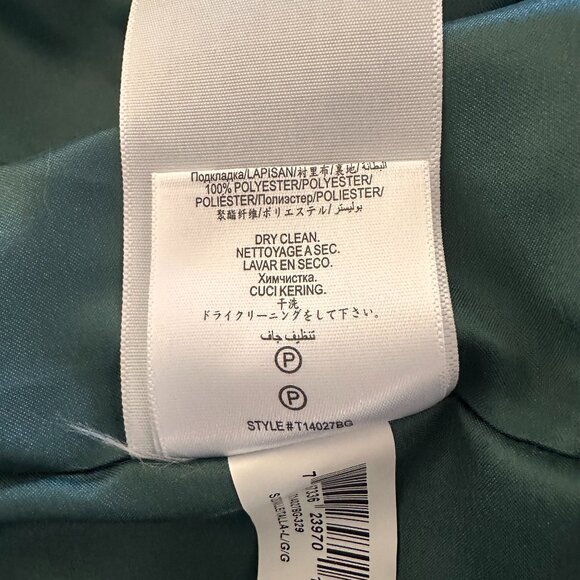 Подкладка/LAPISAN/衬里布/裏地/البطانة/
100% POLYESTER/POLYESTER/
POLIÉSTER/Полиэстер/POLIESTER/
聚酯纤维/ポリエステル/بوليستر
DRY CLEAN.
NETTOYAGE A SEC.
LAVAR EN SECO.
Химчистка.
CUCI KERING.
干洗
ドライクリーニングをして下さい.
تنظيف جاف
P
P
STYLE # T14027BG
23970